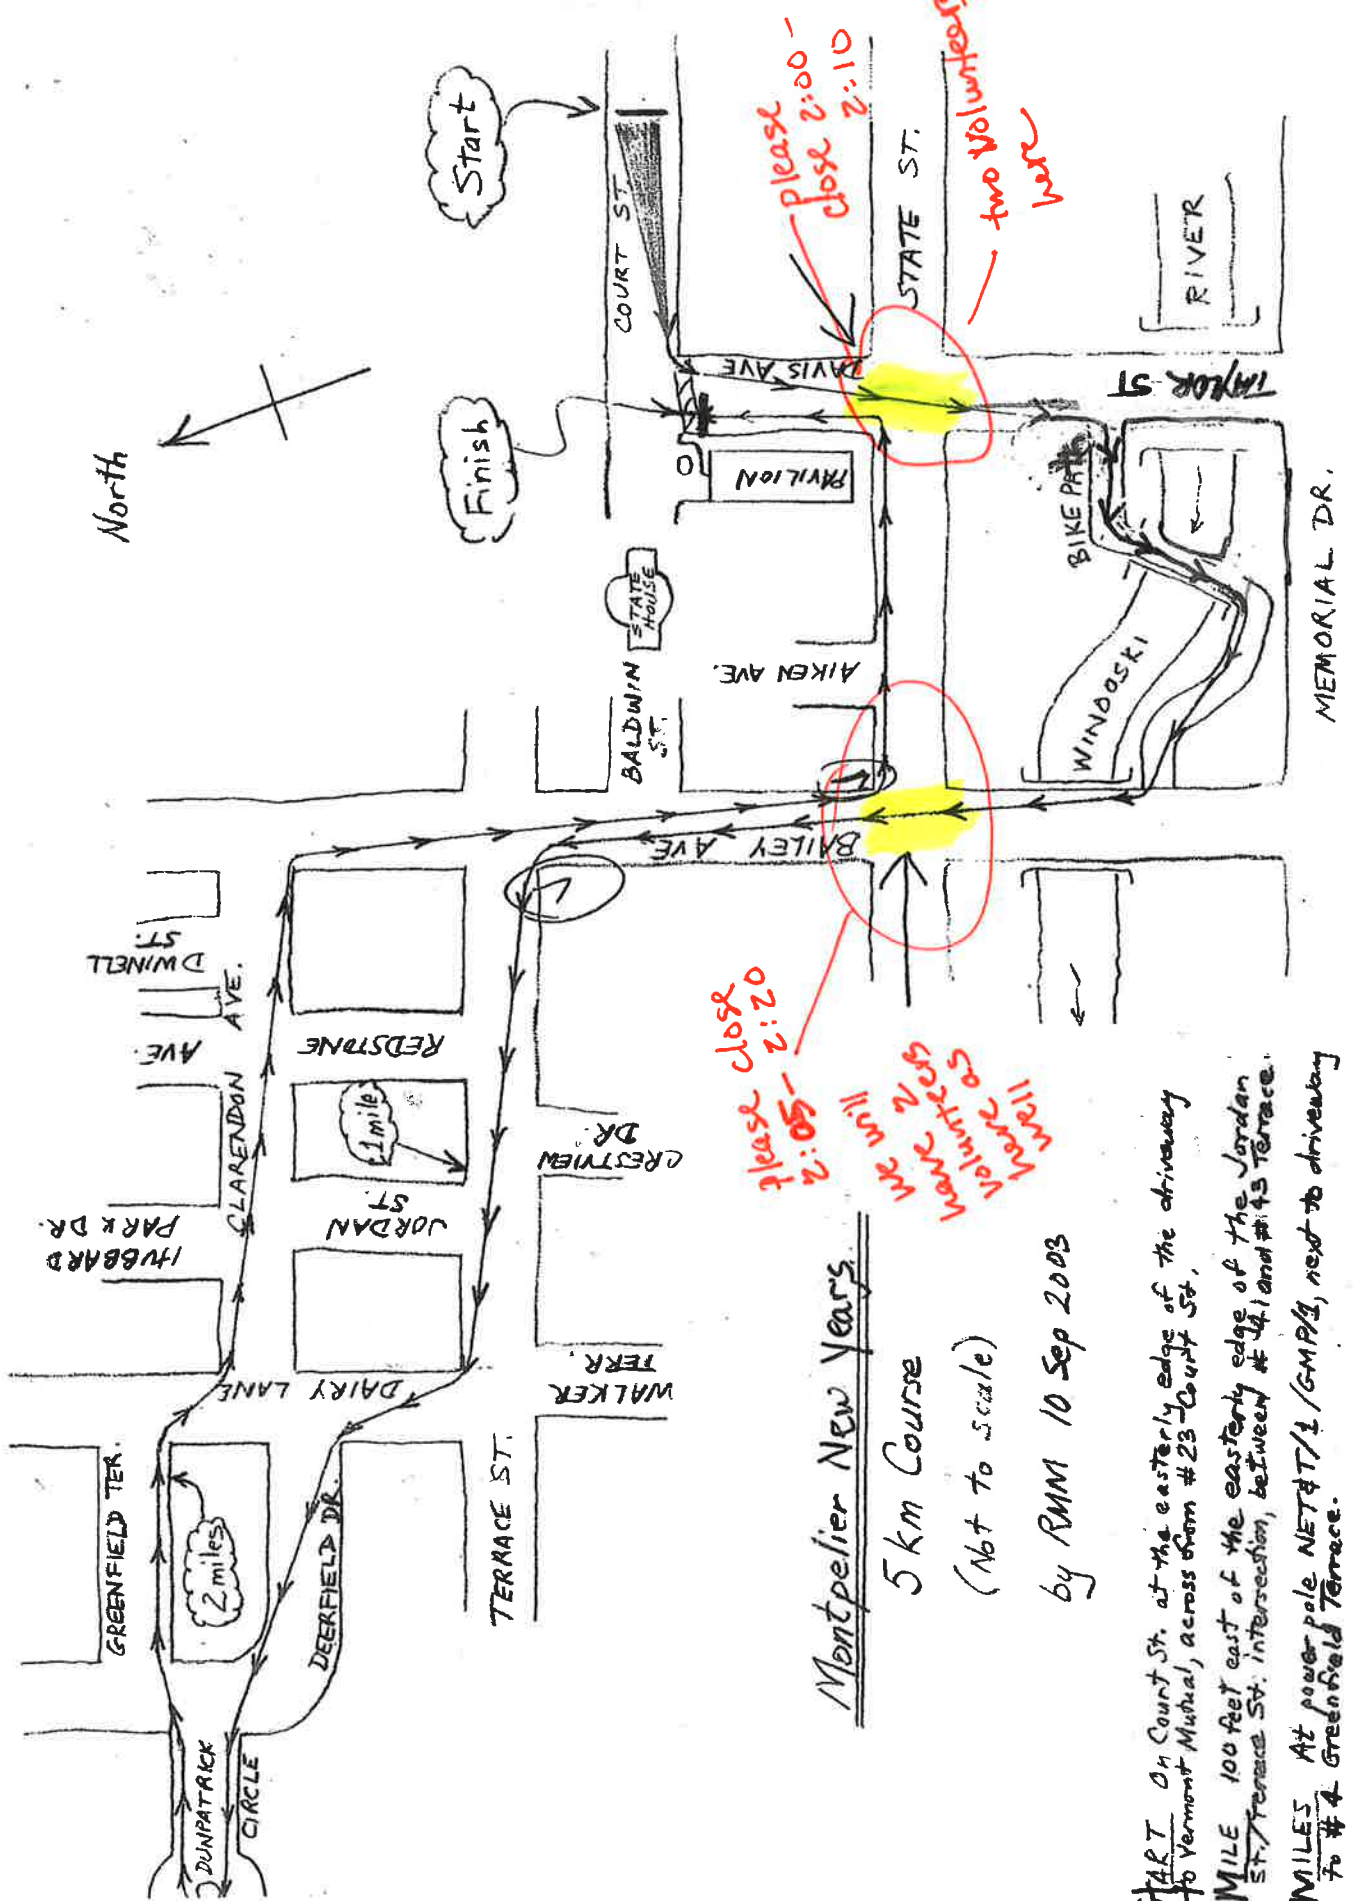 North
Start
Finish
COURT ST.
please
close 2:00-
2:10
STATE ST.
two Volunteers
here
DAVIS AVE
TAYLOR ST
RIVER
PAVILION
BIKE PATH
STATE
HOUSE
BALDWIN
ST.
AIKEN AVE.
WINOOSKI
MEMORIAL DR.
BAILEY AVE
DWINELL
ST.
CLARENDON AVE.
AVE.
REDSTONE
1 mile
HUBBARD
PARK DR.
JORDAN
ST.
CRESTVIEW
DR.
please close
2:05 - 2:20
we will
have 2
volunteers
here as
well
DAIRY LANE
WALKER
TERR.
GREENFIELD TER.
2 miles
DEERFIELD DR.
TERRACE ST.
DUNPATRICK
CIRCLE
Montpelier New Year's
5 km Course
(Not to scale)
by RMM 10 Sep 2003
START On Court St. at the easterly edge of the driveway
to Vermont Mutual, across from #23 Court St.
MILE 100 feet east of the easterly edge of the Jordan
St./Terrace St. intersection, between #41 and #43 Terrace.
MILES At power pole NET&T/1/GMP/1, next to driveway
to #4 Greenfield Terrace.